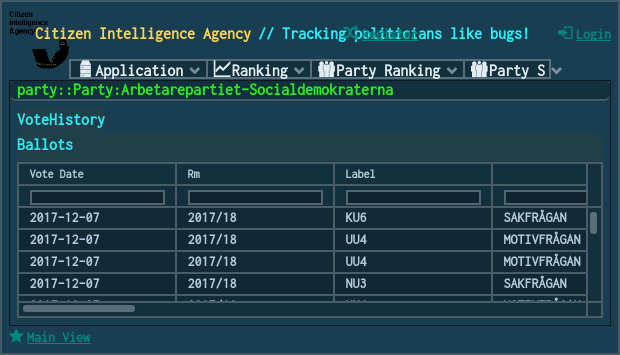 Citizen
Intelligence
Agency
Citizen Intelligence Agency // Tracking politicians like bugs!
Login
Application Ranking Party Ranking Party S
party::Party:Arbetarepartiet-Socialdemokraterna
VoteHistory
Ballots
Vote Date Rm Label
2017-12-07 2017/18 KU6 SAKFRÅGAN
2017-12-07 2017/18 UU4 MOTIVFRÅGAN
2017-12-07 2017/18 UU4 MOTIVFRÅGAN
2017-12-07 2017/18 NU3 SAKFRÅGAN
Main View